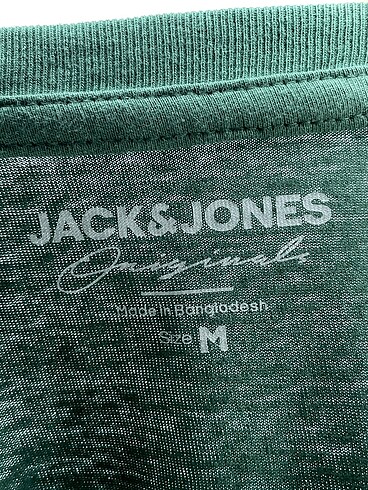 JACK&JONES
Originals
Made in Bangladesh
Size M